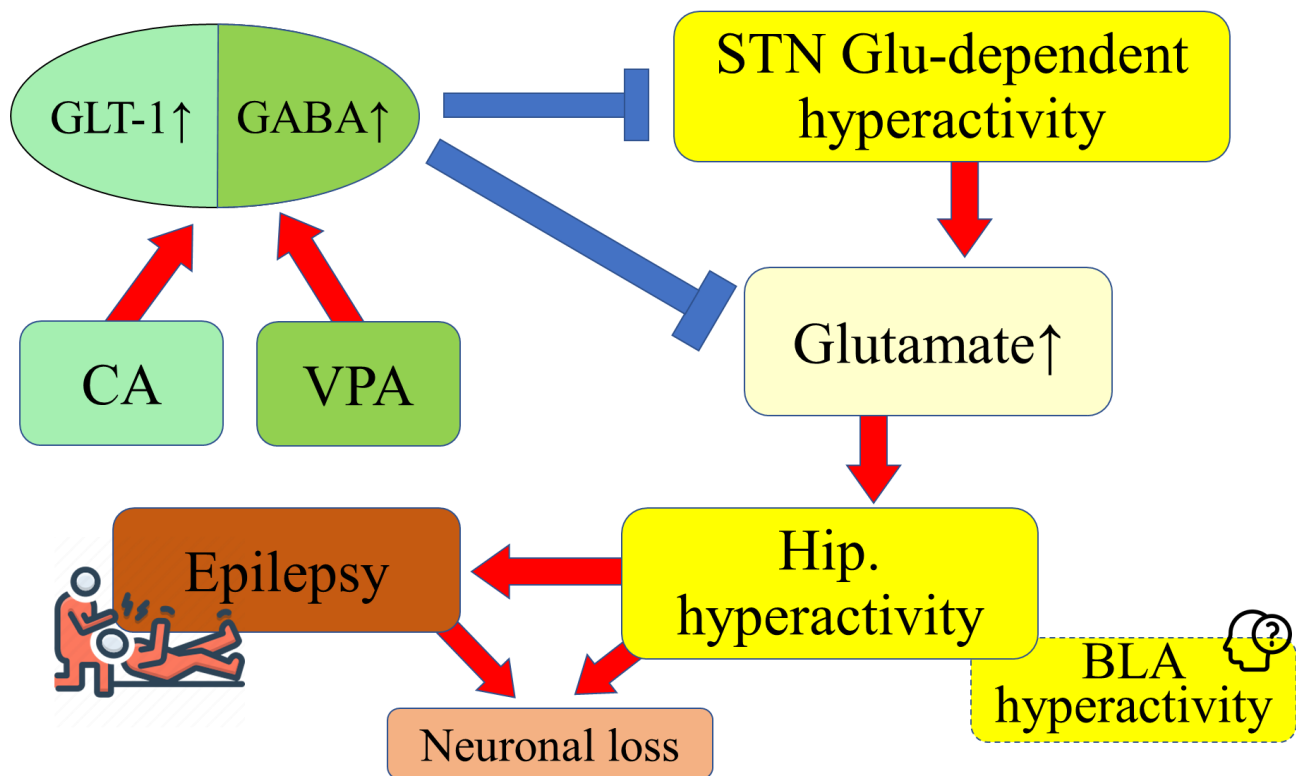 GLT-1↑
GABA↑
STN Glu-dependent
hyperactivity
CA
VPA
Glutamate↑
Epilepsy
Hip.
hyperactivity
?
BLA
hyperactivity
Neuronal loss